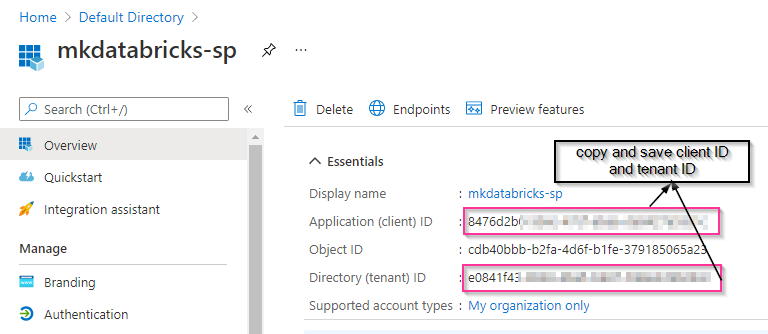 Home > Default Directory >
mkdatabricks-sp
Search (Ctrl+/)
«
Overview
Quickstart
Integration assistant
Manage
Branding
Authentication
Delete
Endpoints
Preview features
Essentials
copy and save client ID
and tenant ID
Display name : mkdatabricks-sp
Application (client) ID : 8476d2b
Object ID : cdb40bbb-b2fa-4d6f-b1fe-379185065a23
Directory (tenant) ID : e0841f43
Supported account types : My organization only